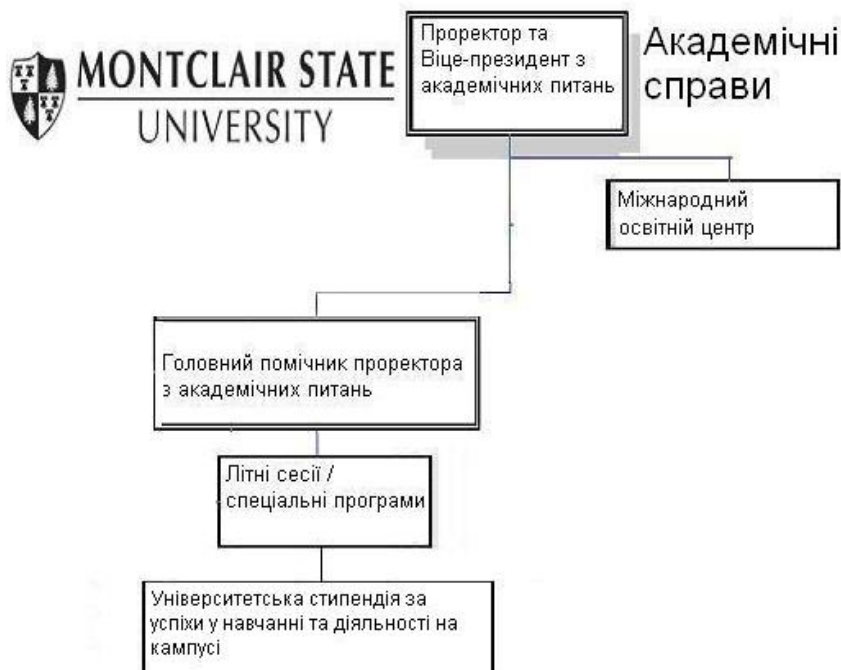 MONTCLAIR STATE
UNIVERSITY
Проректор та
Віце-президент з
академічних питань
Академічні
справи
Міжнародний
освітній центр
Головний помічник проректора
з академічних питань
Літні сесії /
спеціальні програми
Університетська стипендія за
успіхи у навчанні та діяльності на
кампусі